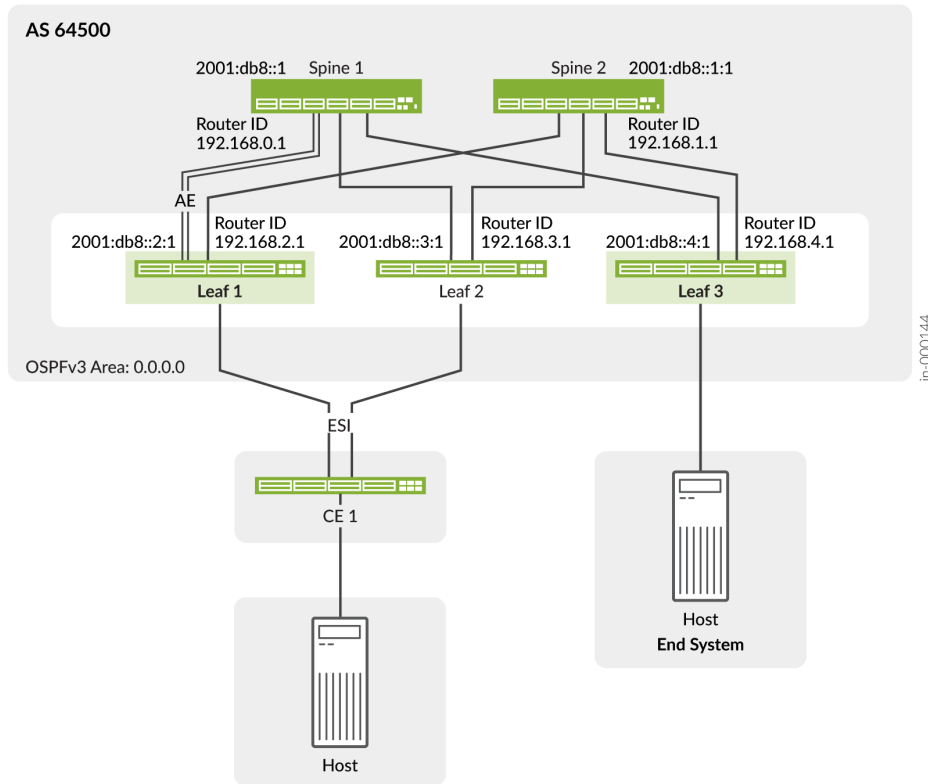 AS 64500
2001:db8::1 Spine 1
Spine 2 2001:db8::1:1
Router ID
192.168.0.1
Router ID
192.168.1.1
AE
2001:db8::2:1
Router ID
192.168.2.1
2001:db8::3:1
Router ID
192.168.3.1
2001:db8::4:1
Router ID
192.168.4.1
Leaf 1
Leaf 2
Leaf 3
OSPFv3 Area: 0.0.0.0
jn-000144
ESI
CE 1
Host
End System
Host